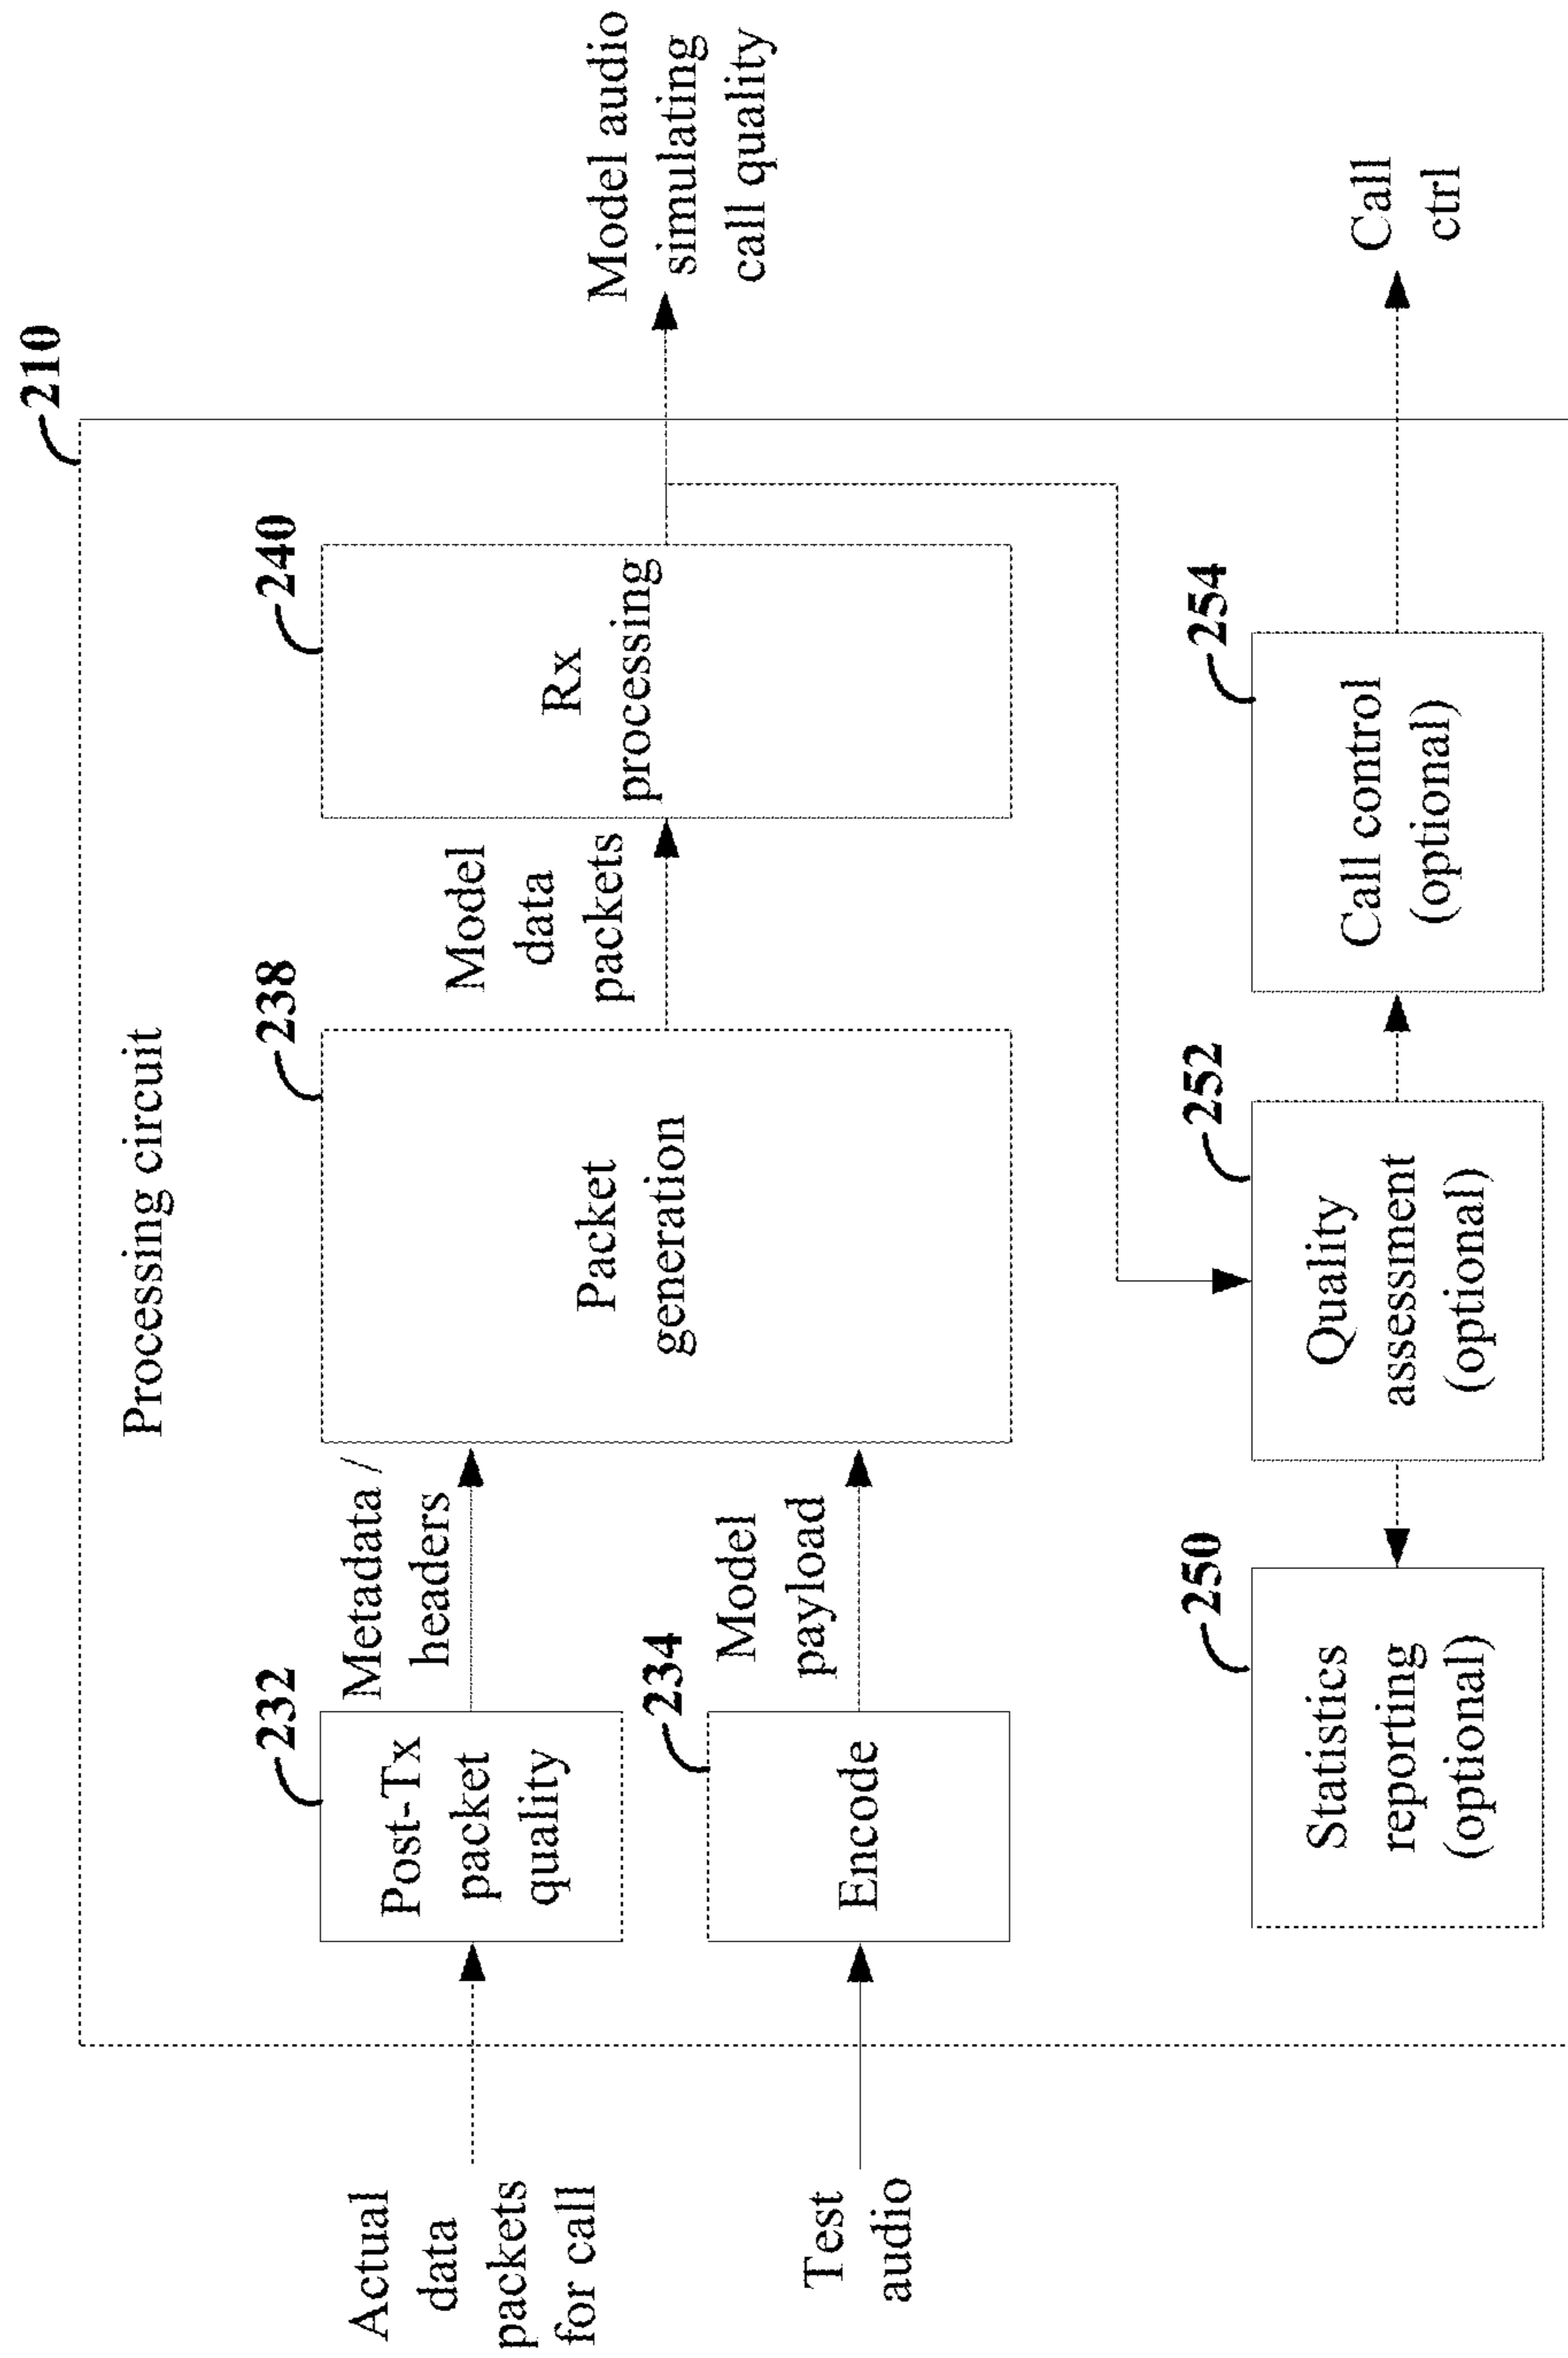 210
Processing circuit
Actual
data
packets
for call
232
Post-Tx
packet
quality
Metadata /
headers
Test
audio
234
Encode
Model
payload
238
Packet
generation
Model
data
packets
240
Rx
processing
Model audio
simulating
call quality
250
Statistics
reporting
(optional)
252
Quality
assessment
(optional)
254
Call control
(optional)
Call
ctrl